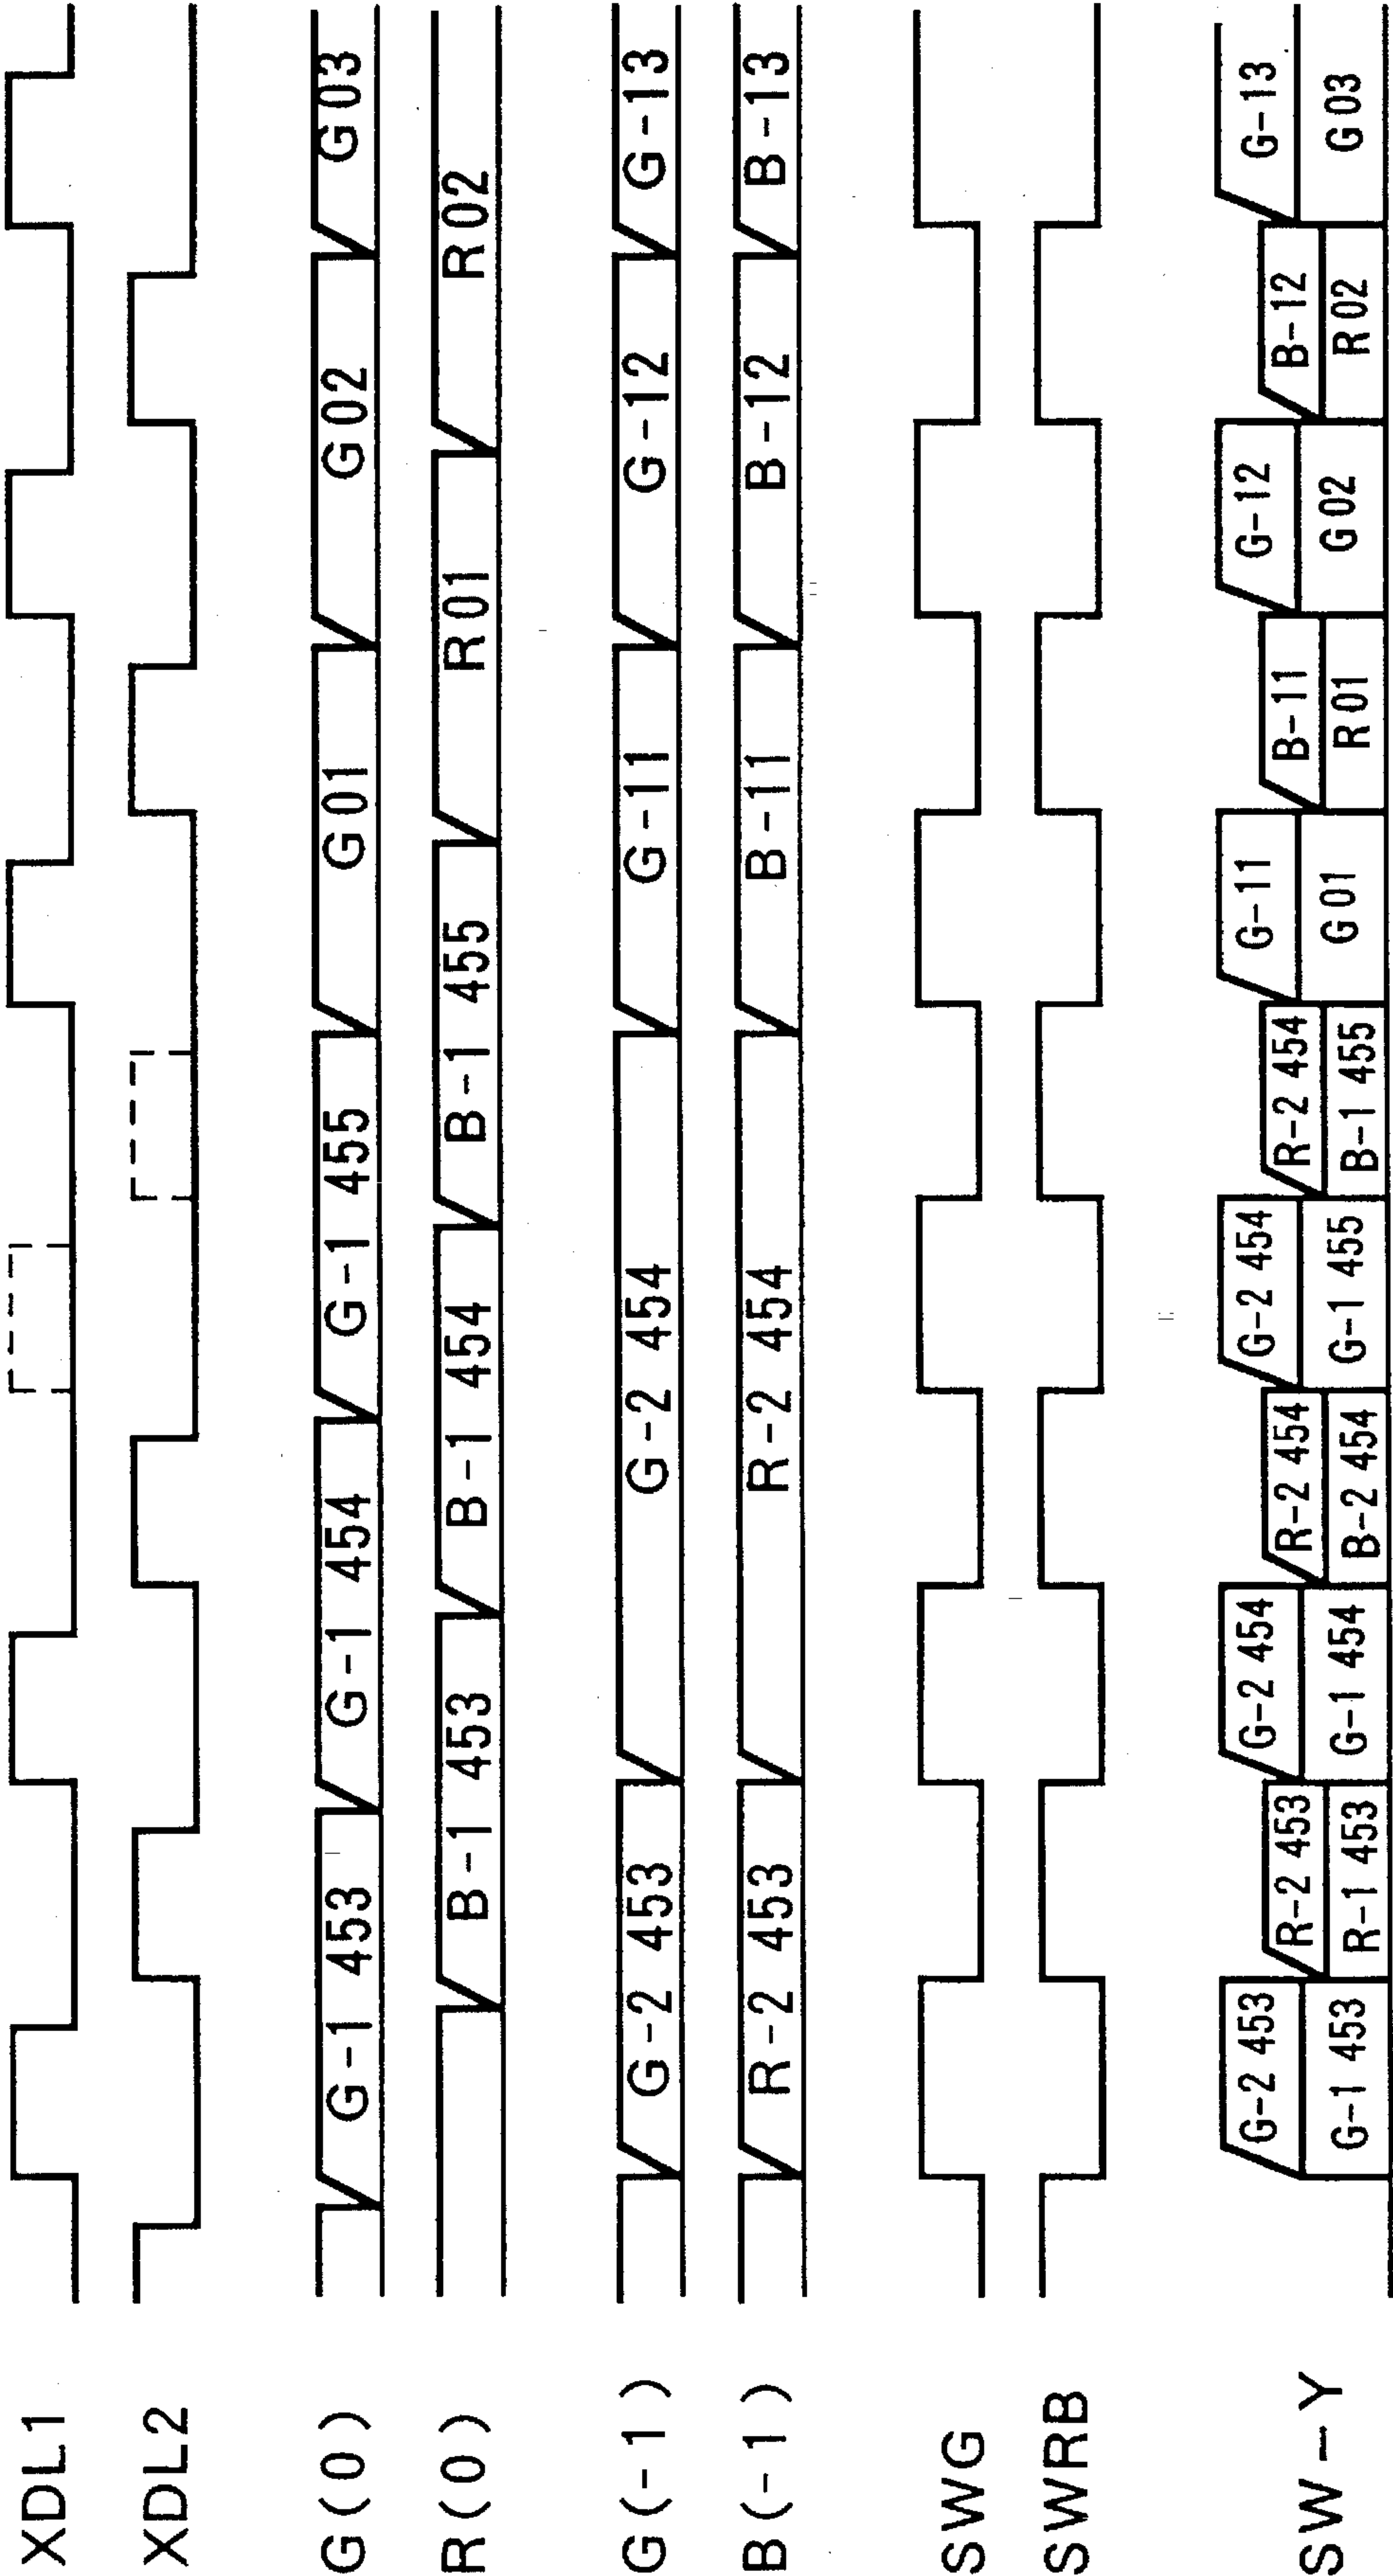 XDL1
XDL2
G(0) G-1 453 G-1 454 G-1 455 G01 G02 G03
R(0) B-1 453 B-1 454 B-1 455 R01 R02
G(-1) G-2 453 G-2 454 G-11 G-12 G-13
B(-1) R-2 453 R-2 454 B-11 B-12 B-13
SWG
SWRB
SW-Y
G-2 453 G-2 454 G-2 454 G-11 G-12 G-13
R-2 453 R-2 454 R-2 454 B-11 B-12
G-1 453 R-1 453 G-1 454 B-2 454 G-1 455 B-1 455 G01 R01 G02 R02 G03